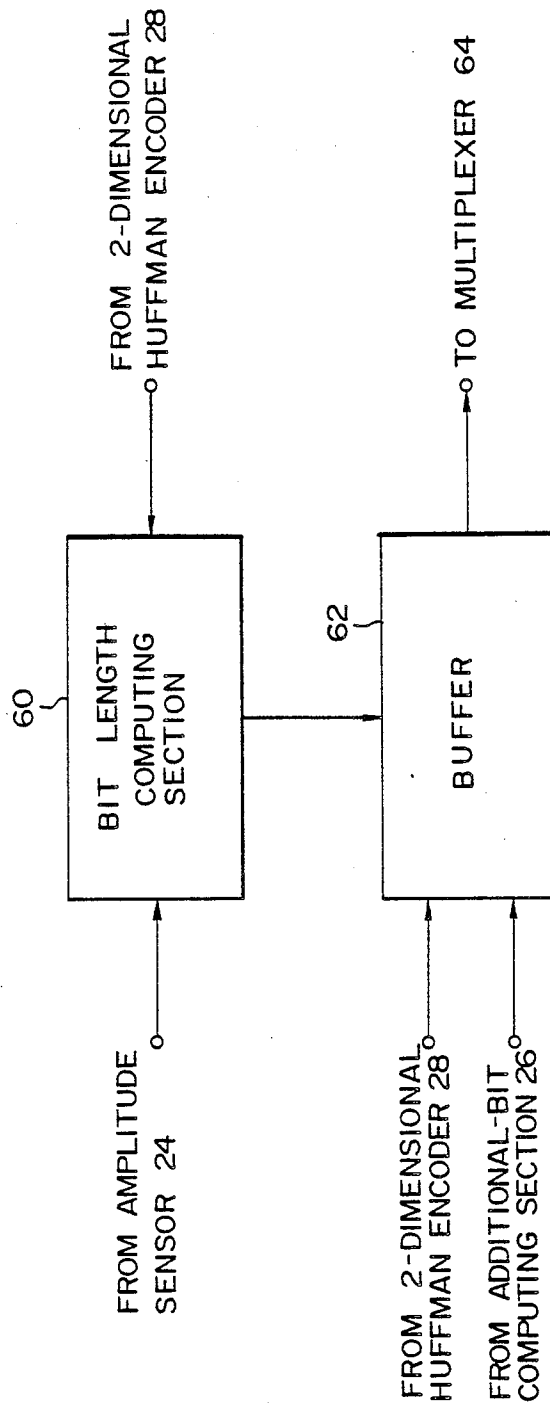 60
FROM AMPLITUDE
SENSOR 24
BIT LENGTH
COMPUTING
SECTION
FROM 2-DIMENSIONAL
HUFFMAN ENCODER 28
62
FROM 2-DIMENSIONAL
HUFFMAN ENCODER 28
FROM ADDITIONAL-BIT
COMPUTING SECTION 26
BUFFER
TO MULTIPLEXER 64